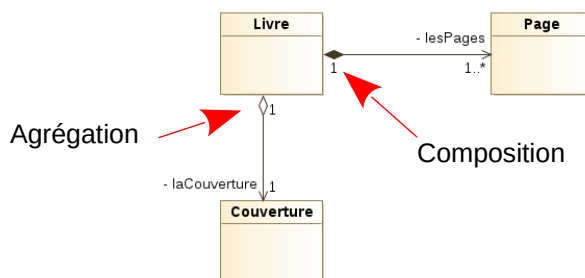 Livre
- lesPages
Page
1
1..*
1
Agrégation
Composition
- laCouverture
1
Couverture